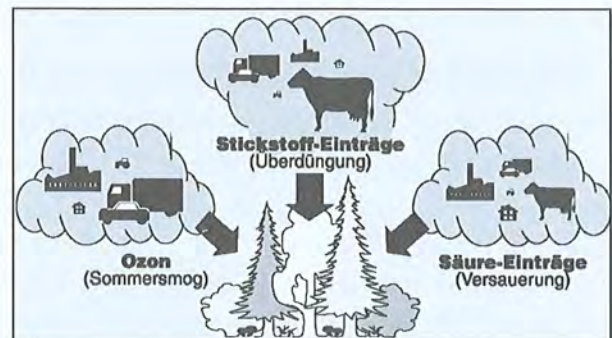 Stickstoff-Einträge
(Überdüngung)
Ozon
(Sommersmog)
Säure-Einträge
(Versauerung)